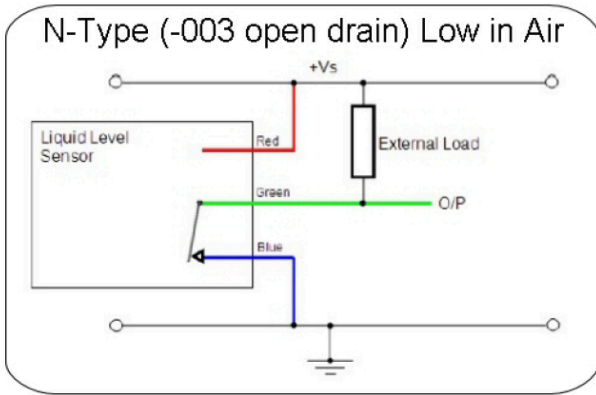 N-Type (-003 open drain) Low in Air
+Vs
Liquid Level
Sensor
Red
External Load
Green
O/P
Blue